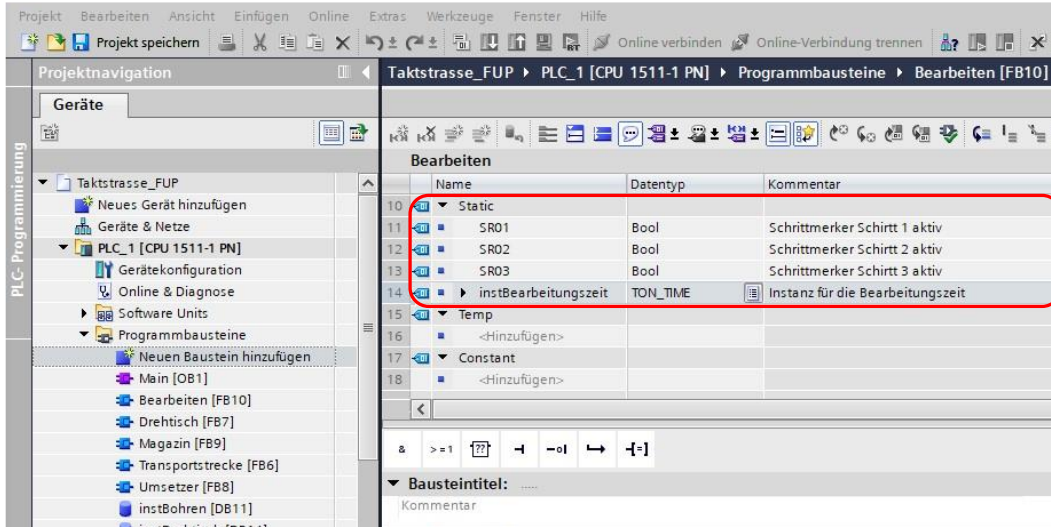 Projekt Bearbeiten Ansicht Einfügen Online Extras Werkzeuge Fenster Hilfe
Projekt speichern Online verbinden Online-Verbindung trennen
Projektnavigation
Taktstrasse_FUP PLC_1 [CPU 1511-1 PN] Programmbausteine Bearbeiten [FB10]
Geräte
PLC- Programmierung
Taktstrasse_FUP
Neues Gerät hinzufügen
Geräte & Netze
PLC_1 [CPU 1511-1 PN]
Gerätekonfiguration
Online & Diagnose
Software Units
Programmbausteine
Neuen Baustein hinzufügen
Main [OB1]
Bearbeiten [FB10]
Drehtisch [FB7]
Magazin [FB9]
Transportstrecke [FB6]
Umsetzer [FB8]
instBohren [DB11]
Bearbeiten
Name Datentyp Kommentar
10 Static
11 SR01 Bool Schrittmerker Schirtt 1 aktiv
12 SR02 Bool Schrittmerker Schirtt 2 aktiv
13 SR03 Bool Schrittmerker Schirtt 3 aktiv
14 instBearbeitungszeit TON_TIME Instanz für die Bearbeitungszeit
15 Temp
16 <Hinzufügen>
17 Constant
18 <Hinzufügen>
& >=1 ?? -[=]
Bausteintitel: .....
Kommentar